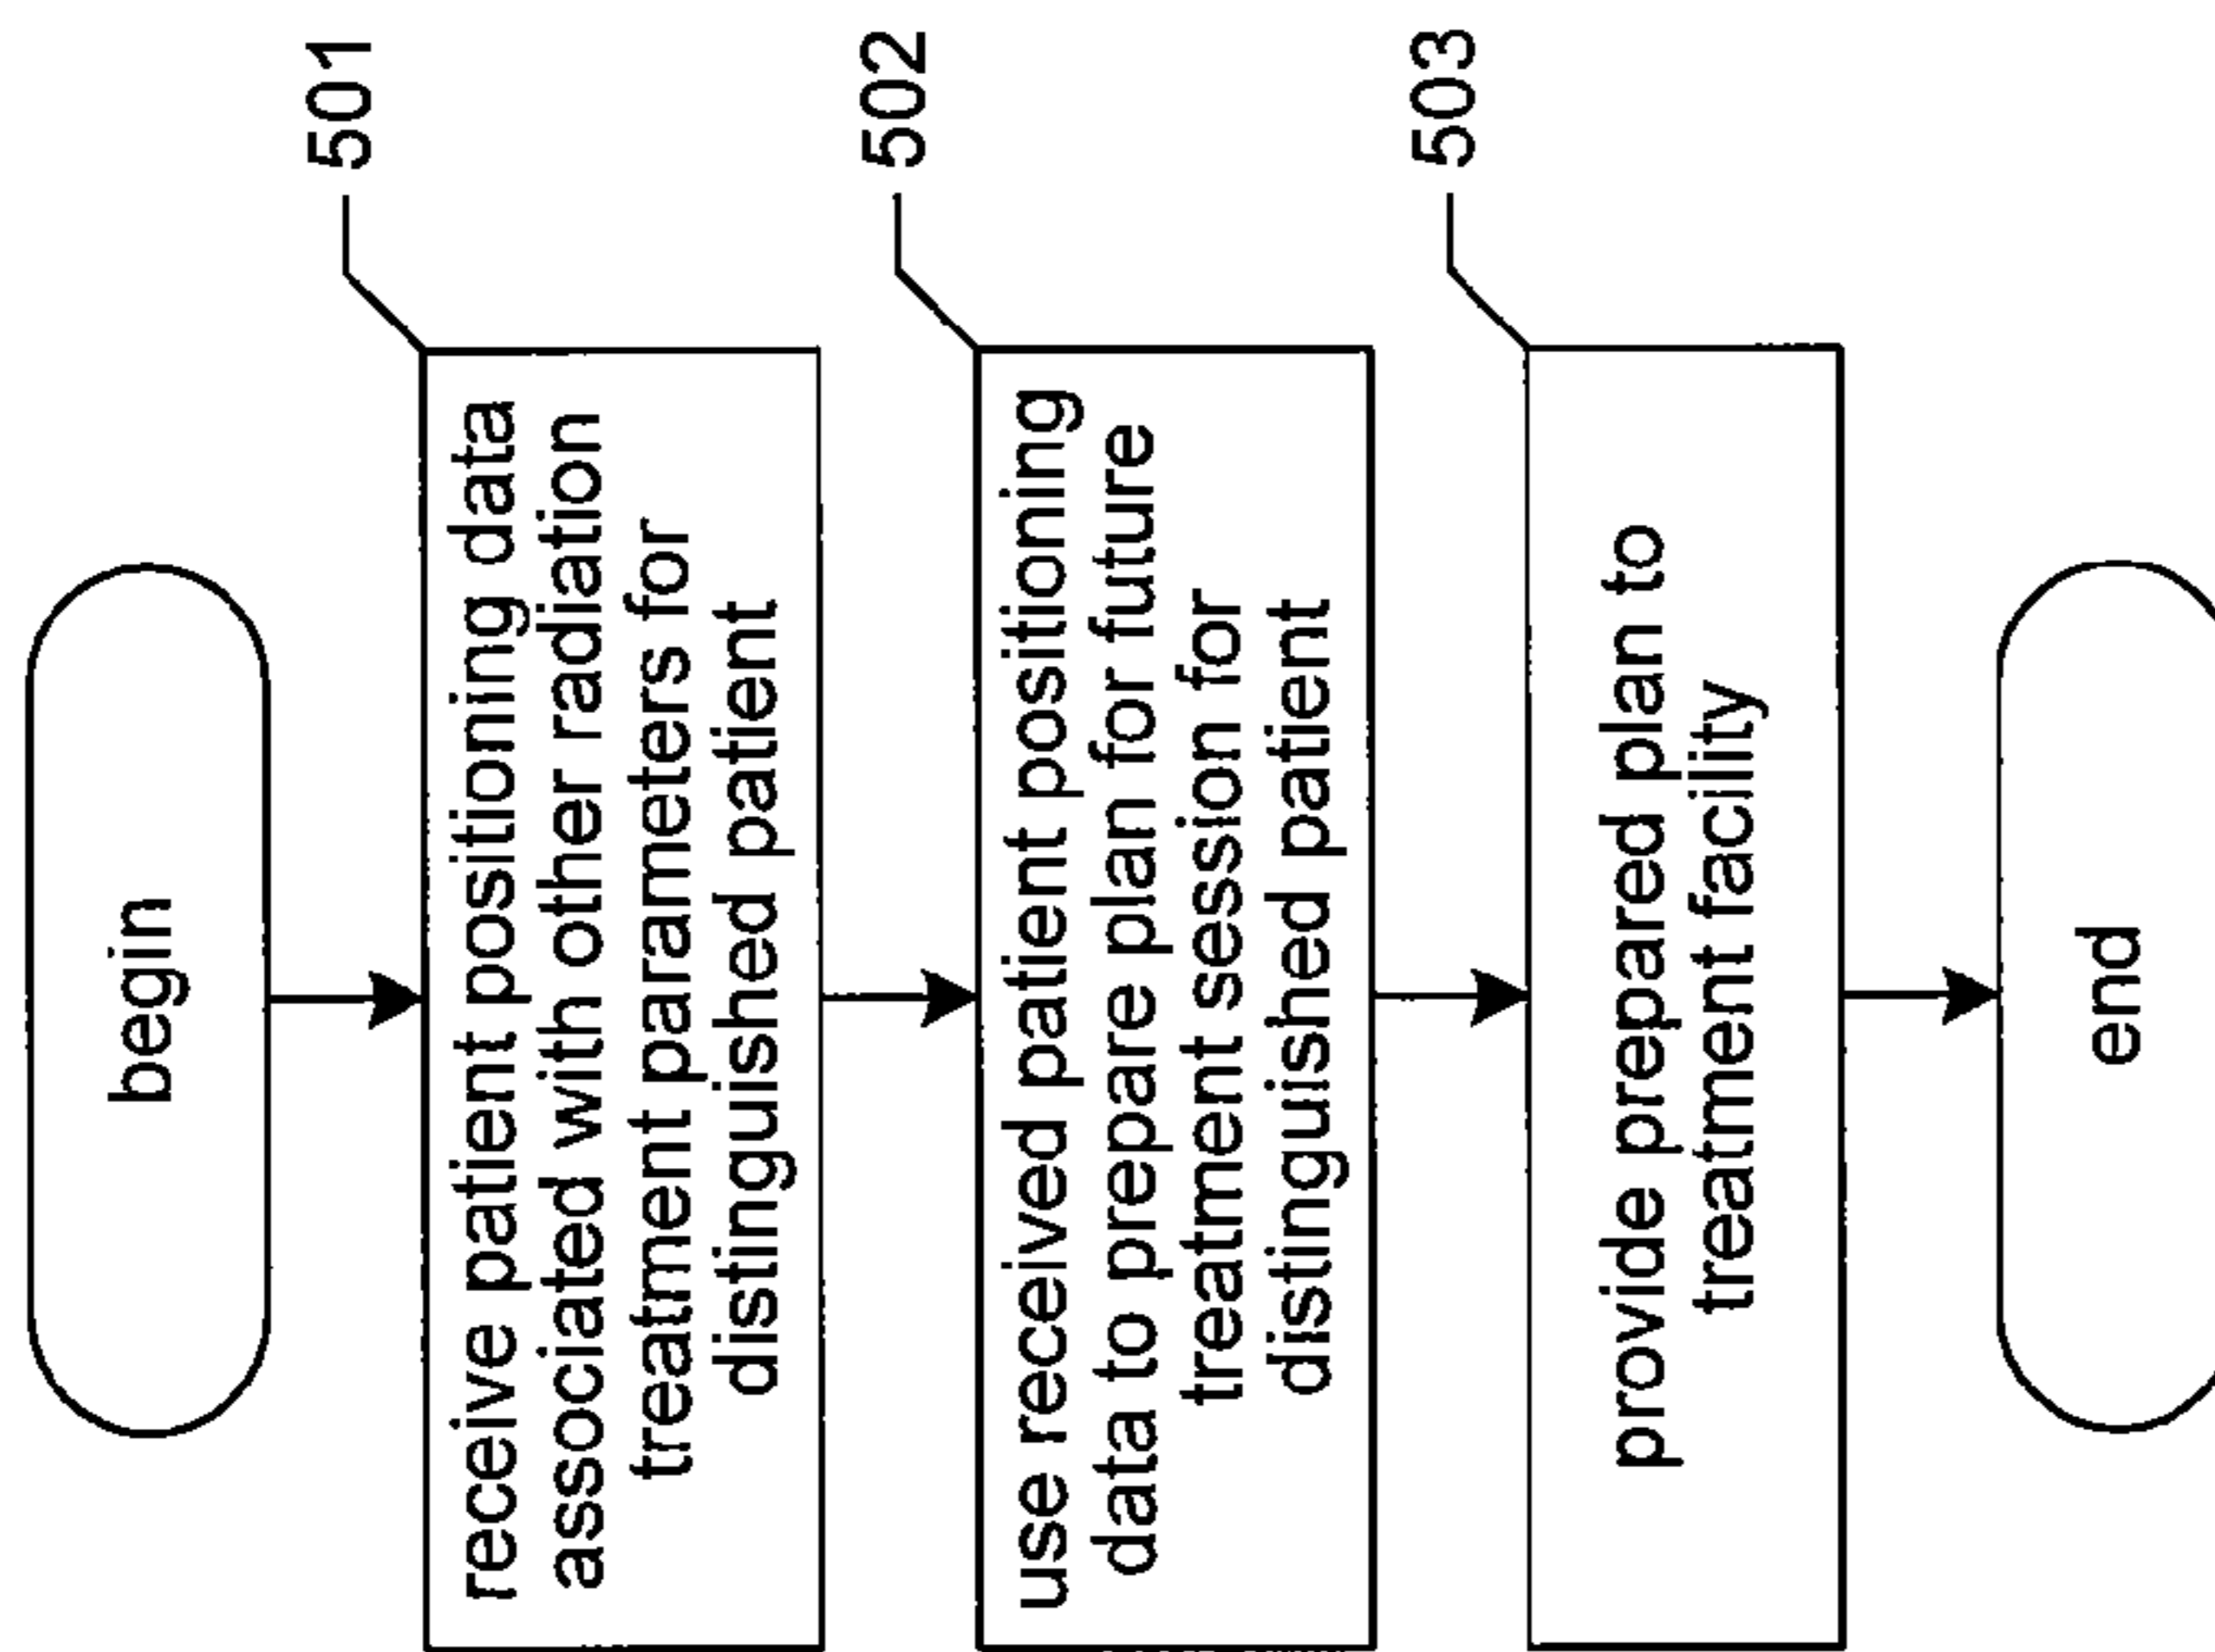 begin
501
receive patient positioning data
associated with other radiation
treatment parameters for
distinguished patient
502
use received patient positioning
data to prepare plan for future
treatment session for
distinguished patient
503
provide prepared plan to
treatment facility
end